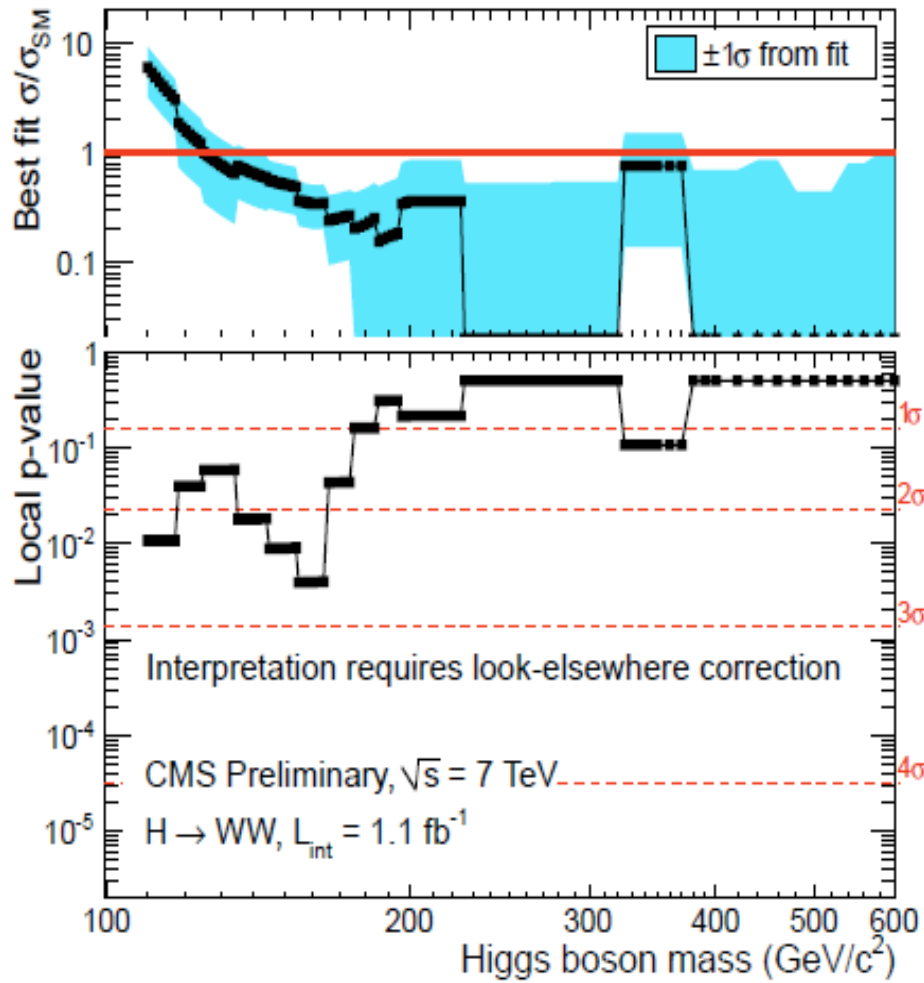 Best fit σ/σ_SM
10
1
0.1
±1σ from fit
Local p-value
1
10⁻¹
10⁻²
10⁻³
10⁻⁴
10⁻⁵
1σ
2σ
3σ
4σ
Interpretation requires look-elsewhere correction
CMS Preliminary, √s = 7 TeV
H → WW, L_int = 1.1 fb⁻¹
100
200
300
400
500
600
Higgs boson mass (GeV/c²)